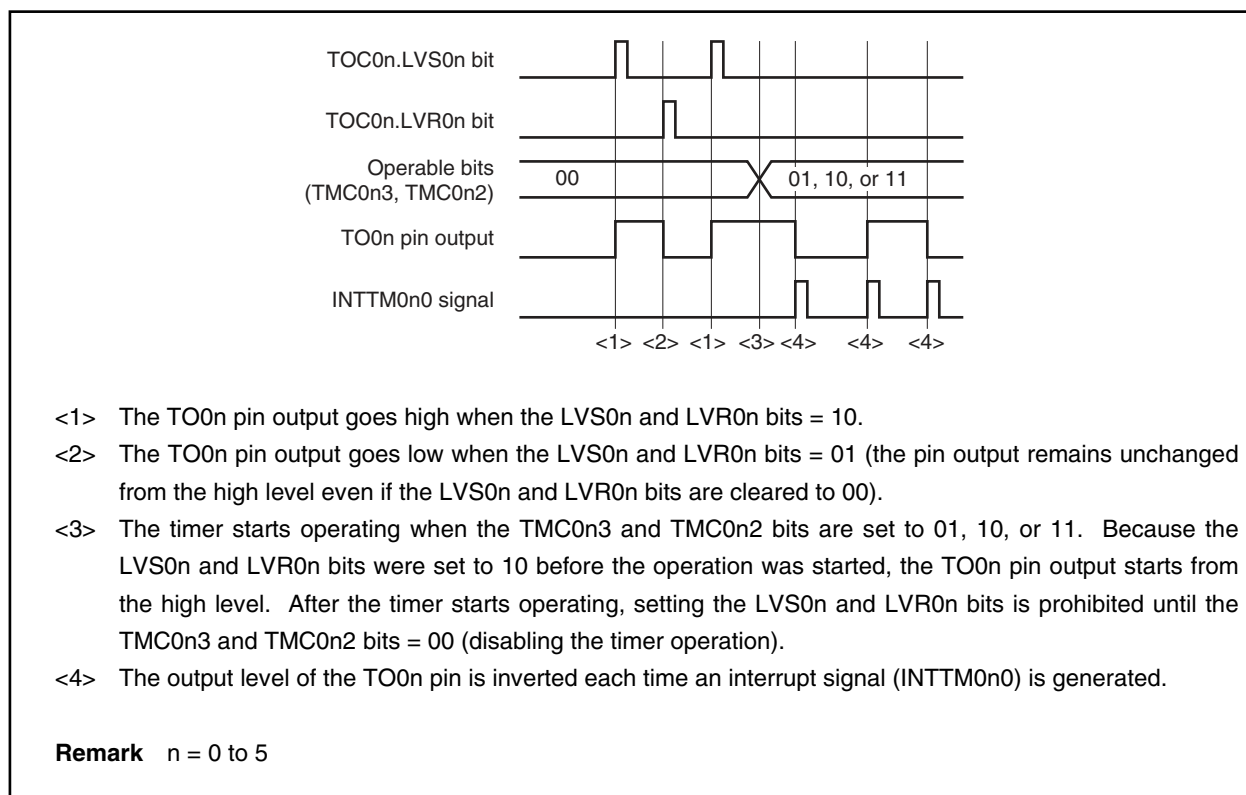 TOC0n.LVS0n bit
TOC0n.LVR0n bit
Operable bits
(TMC0n3, TMC0n2)
00
01, 10, or 11
TO0n pin output
INTTM0n0 signal
<1> <2> <1> <3> <4> <4> <4>
<1> The TO0n pin output goes high when the LVS0n and LVR0n bits = 10.
<2> The TO0n pin output goes low when the LVS0n and LVR0n bits = 01 (the pin output remains unchanged
from the high level even if the LVS0n and LVR0n bits are cleared to 00).
<3> The timer starts operating when the TMC0n3 and TMC0n2 bits are set to 01, 10, or 11. Because the
LVS0n and LVR0n bits were set to 10 before the operation was started, the TO0n pin output starts from
the high level. After the timer starts operating, setting the LVS0n and LVR0n bits is prohibited until the
TMC0n3 and TMC0n2 bits = 00 (disabling the timer operation).
<4> The output level of the TO0n pin is inverted each time an interrupt signal (INTTM0n0) is generated.
Remark n = 0 to 5